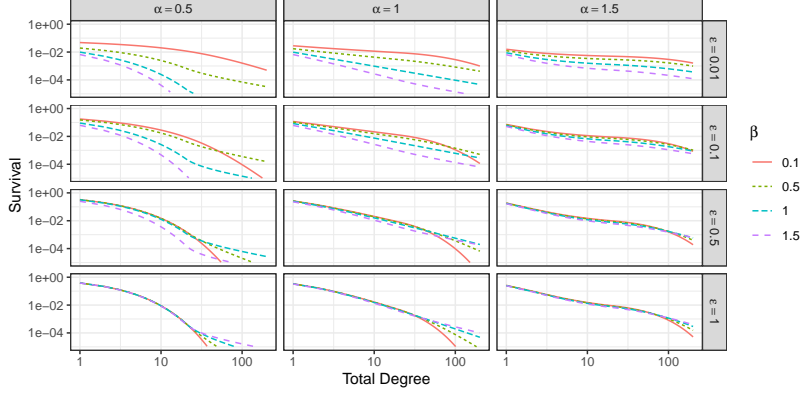 α = 0.5
α = 1
α = 1.5
1e+00
1e−02
1e−04
ε = 0.01
1e+00
1e−02
1e−04
ε = 0.1
1e+00
1e−02
1e−04
ε = 0.5
1e+00
1e−02
1e−04
ε = 1
1
10
100
1
10
100
1
10
100
Total Degree
Survival
β
0.1
0.5
1
1.5